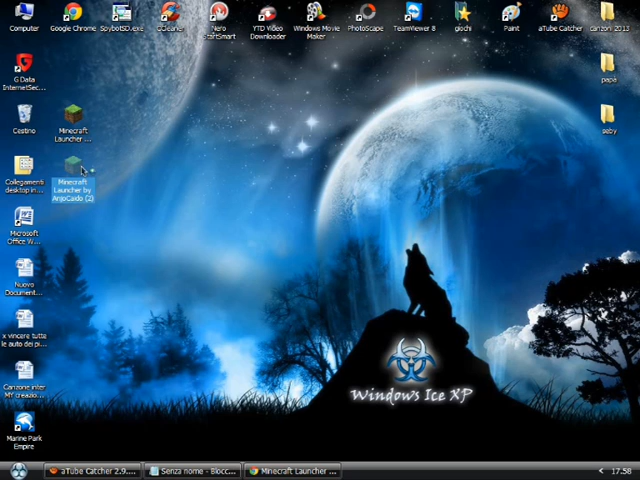 Computer
Google Chrome
SpybotSD.exe
CCleaner
Nero
StartSmart
YTD Video
Downloader
Windows Movie
Maker
PhotoScape
TeamViewer 8
giochi
Paint
aTube Catcher
canzoni 2013
G Data
InternetSec...
papà
Cestino
Minecraft
Launcher ...
seby
Collegamenti
desktop in...
Minecraft
Launcher by
AnjoCaido (2)
Microsoft
Office W...
Nuovo
Document...
x vincere tutte
le auto dei pi...
Canzone inter
MY creazio...
Marine Park
Empire
Windows Ice XP
aTube Catcher 2.9....
Senza nome - Blocc...
Minecraft Launcher ...
<
17.58